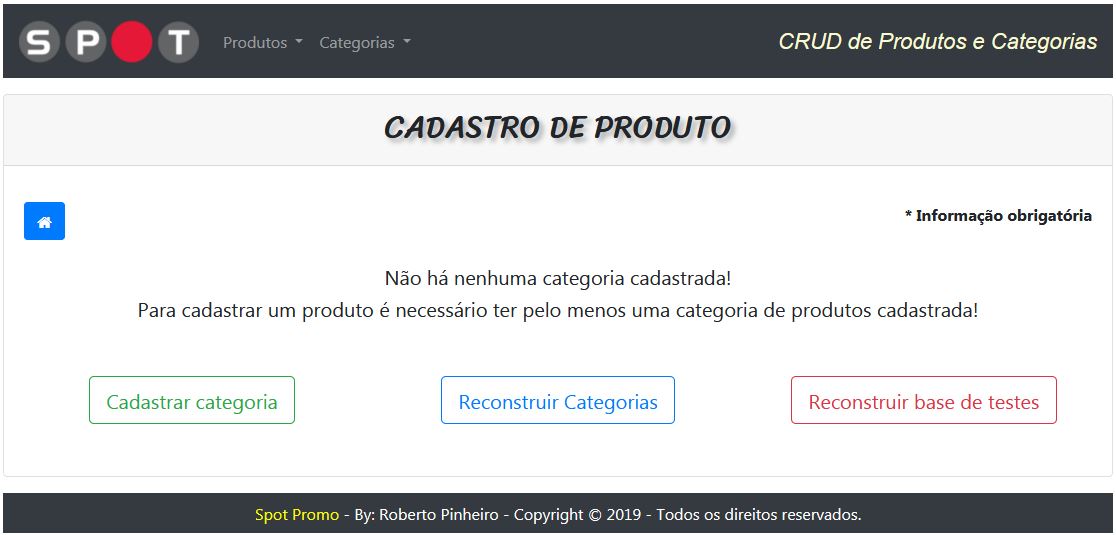 SPOT Produtos Categorias CRUD de Produtos e Categorias
CADASTRO DE PRODUTO
* Informação obrigatória
Não há nenhuma categoria cadastrada!
Para cadastrar um produto é necessário ter pelo menos uma categoria de produtos cadastrada!
Cadastrar categoria Reconstruir Categorias Reconstruir base de testes
Spot Promo - By: Roberto Pinheiro - Copyright © 2019 - Todos os direitos reservados.